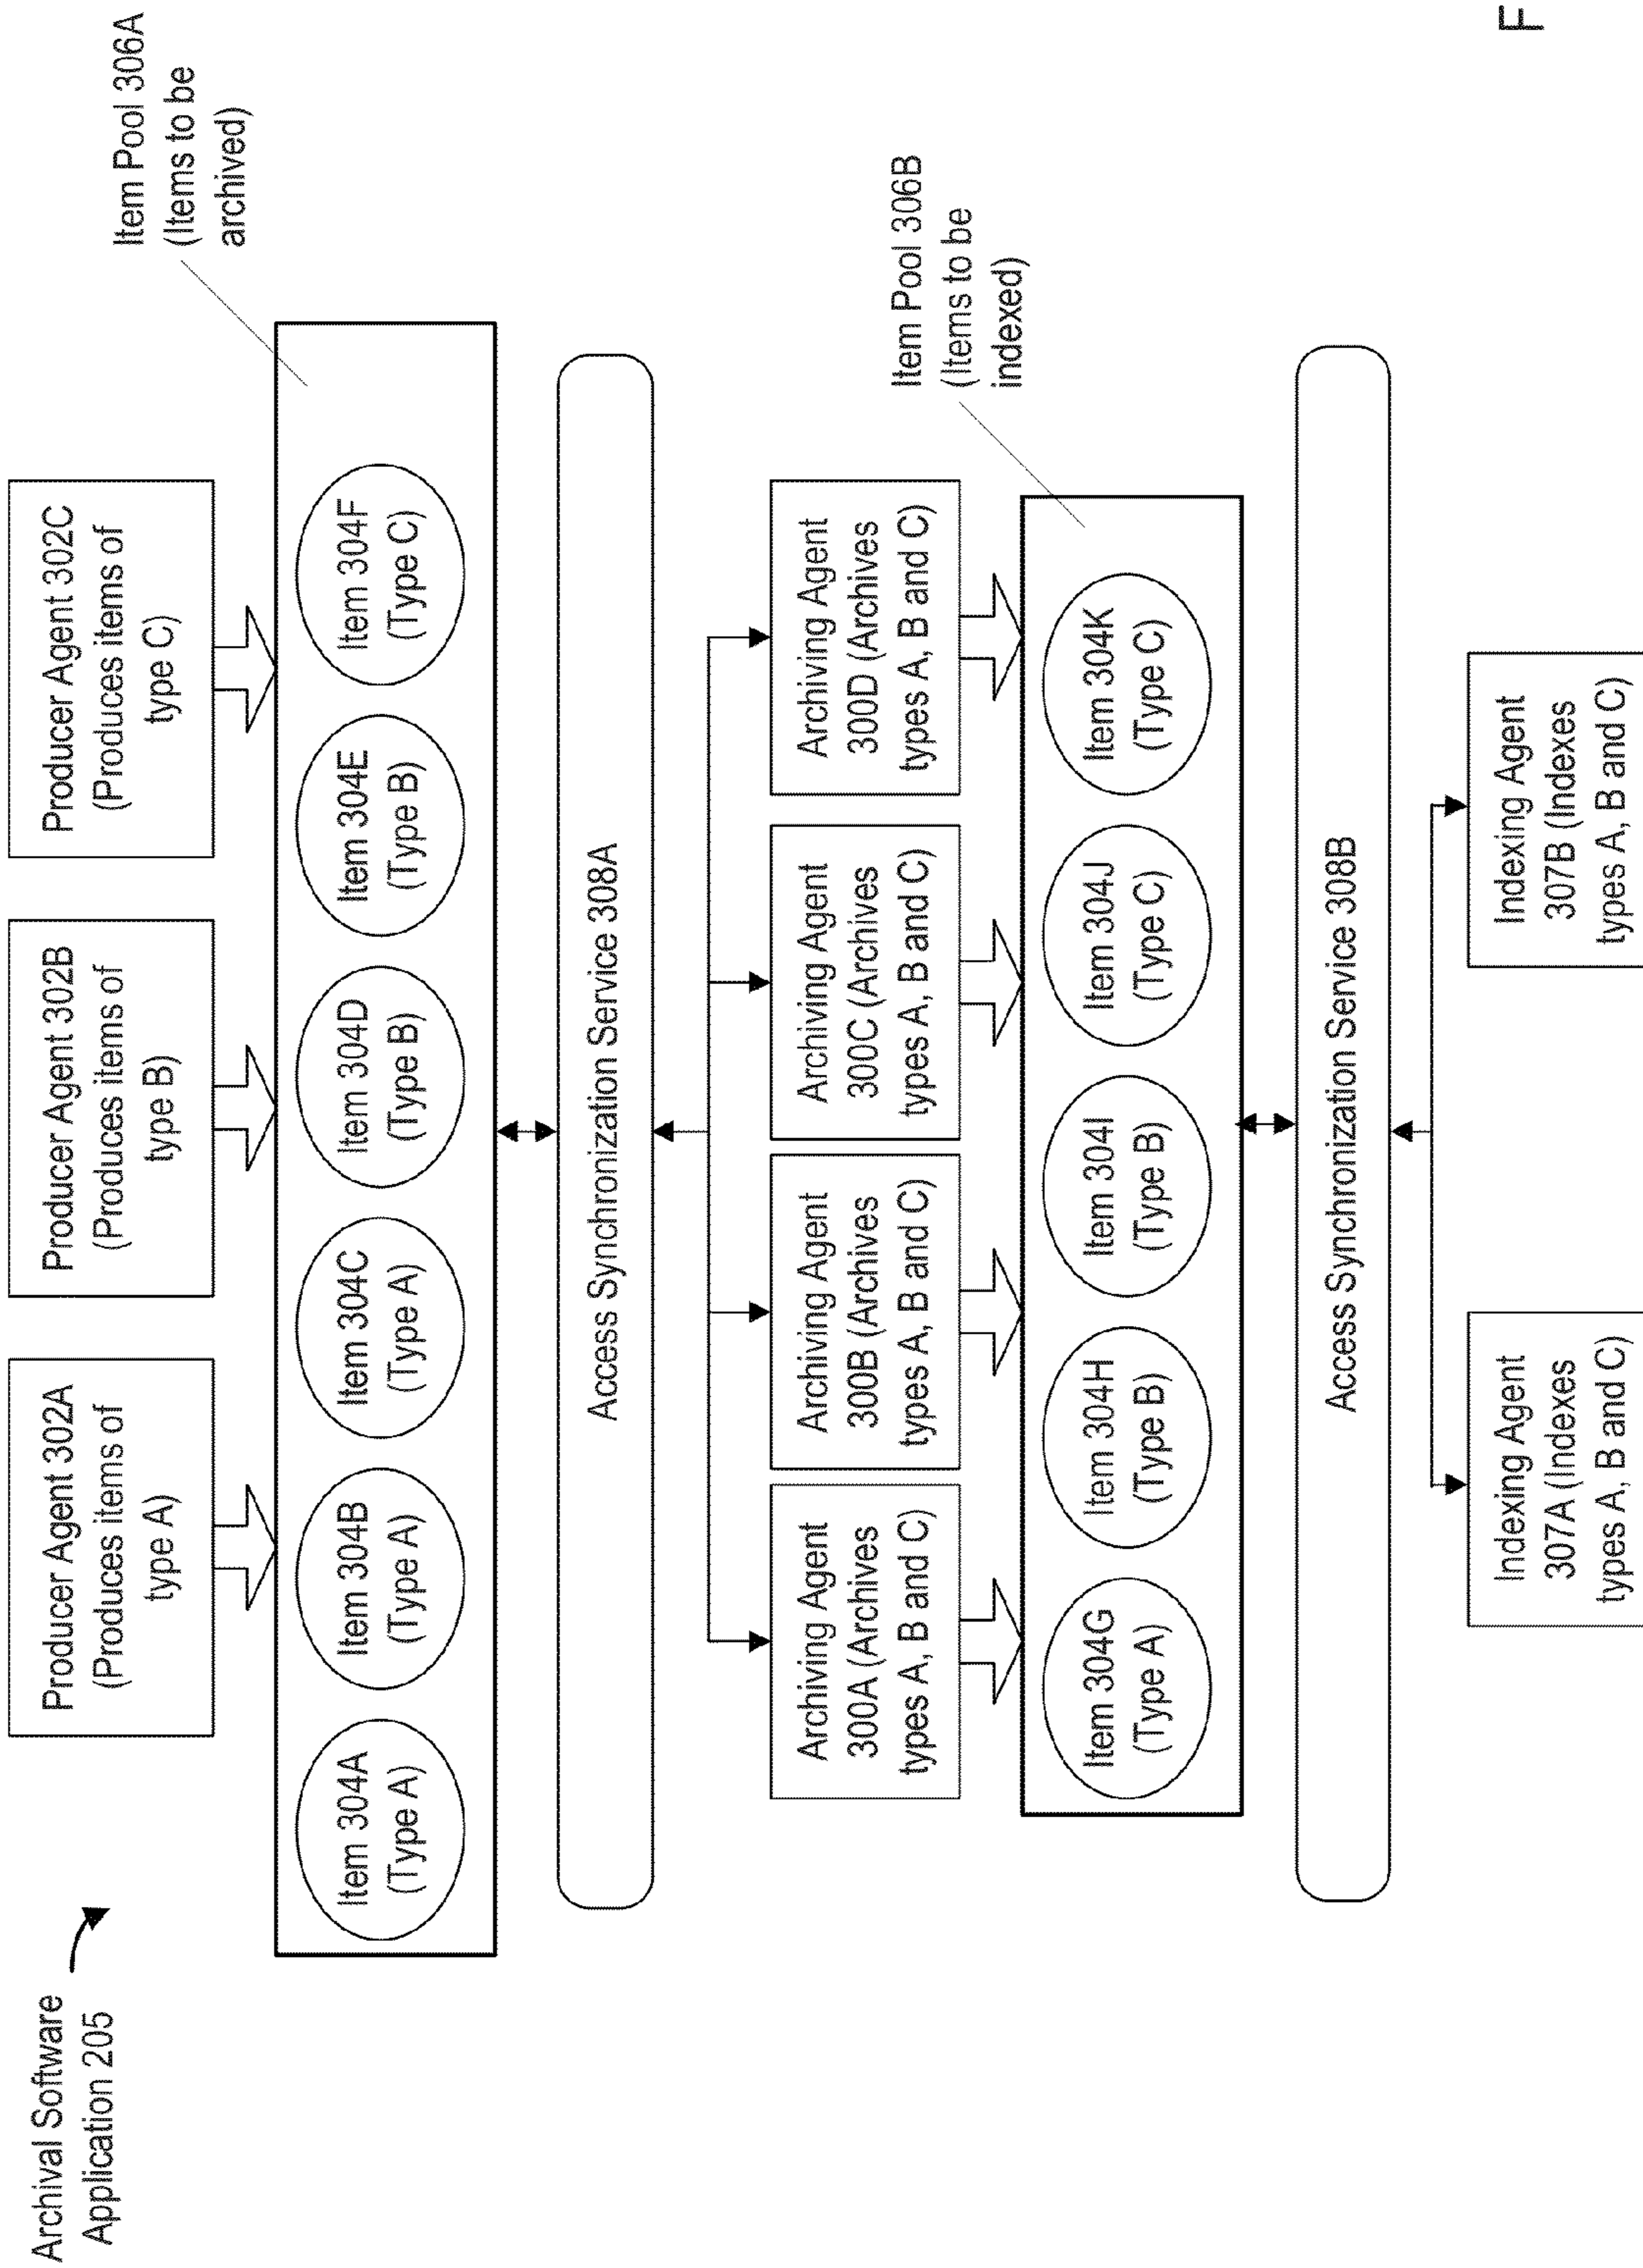 Archival Software
Application 205
Producer Agent 302A
(Produces items of
type A)
Producer Agent 302B
(Produces items of
type B)
Producer Agent 302C
(Produces items of
type C)
Item Pool 306A
(Items to be
archived)
Item 304A
(Type A)
Item 304B
(Type A)
Item 304C
(Type A)
Item 304D
(Type B)
Item 304E
(Type B)
Item 304F
(Type C)
Access Synchronization Service 308A
Archiving Agent
300A (Archives
types A, B and C)
Archiving Agent
300B (Archives
types A, B and C)
Archiving Agent
300C (Archives
types A, B and C)
Archiving Agent
300D (Archives
types A, B and C)
Item Pool 306B
(Items to be
indexed)
Item 304G
(Type A)
Item 304H
(Type B)
Item 304I
(Type B)
Item 304J
(Type C)
Item 304K
(Type C)
Access Synchronization Service 308B
Indexing Agent
307A (Indexes
types A, B and C)
Indexing Agent
307B (Indexes
types A, B and C)
F